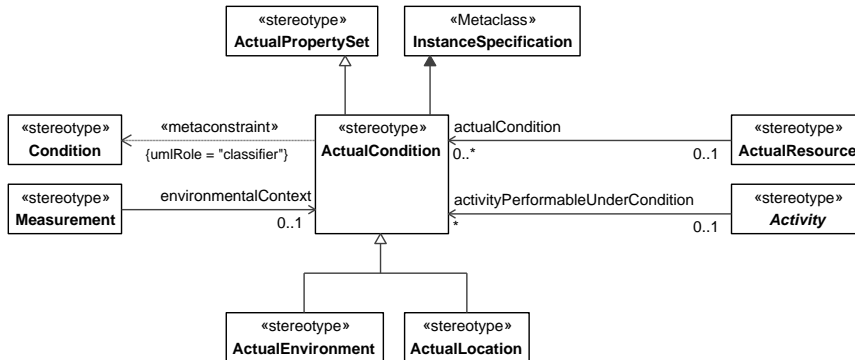 «stereotype»
ActualPropertySet
«Metaclass»
InstanceSpecification
«stereotype»
Condition
«metaconstraint»
{umlRole = "classifier"}
«stereotype»
ActualCondition
actualCondition
0..*
0..1
«stereotype»
ActualResource
«stereotype»
Measurement
environmentalContext
0..1
activityPerformableUnderCondition
*
0..1
«stereotype»
Activity
«stereotype»
ActualEnvironment
«stereotype»
ActualLocation